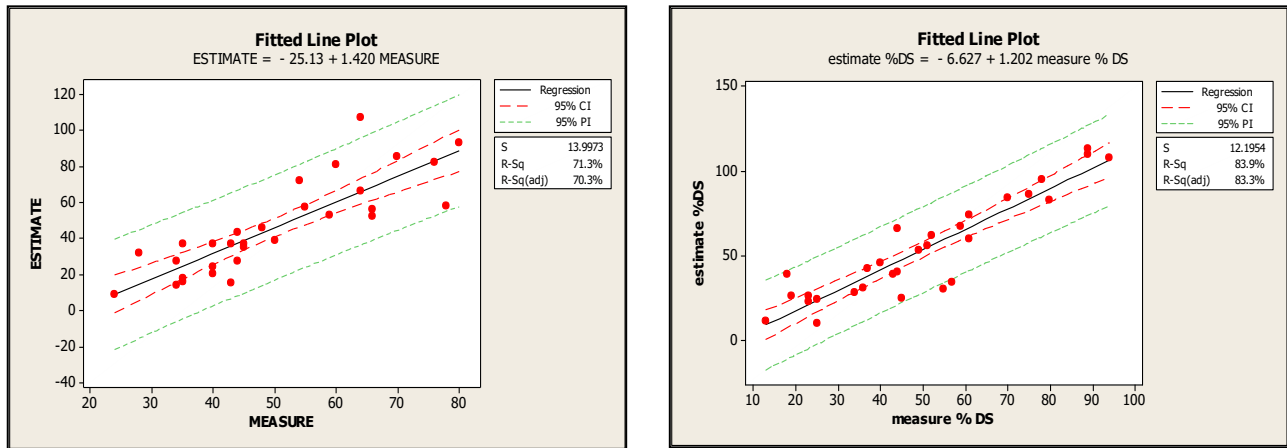 Fitted Line Plot
ESTIMATE = - 25.13 + 1.420 MEASURE
120
100
80
60
40
20
0
-20
-40
ESTIMATE
20 30 40 50 60 70 80
MEASURE
Regression
95% CI
95% PI
S 13.9973
R-Sq 71.3%
R-Sq(adj) 70.3%
Fitted Line Plot
estimate %DS = - 6.627 + 1.202 measure % DS
150
100
50
0
estimate %DS
10 20 30 40 50 60 70 80 90 100
measure % DS
Regression
95% CI
95% PI
S 12.1954
R-Sq 83.9%
R-Sq(adj) 83.3%